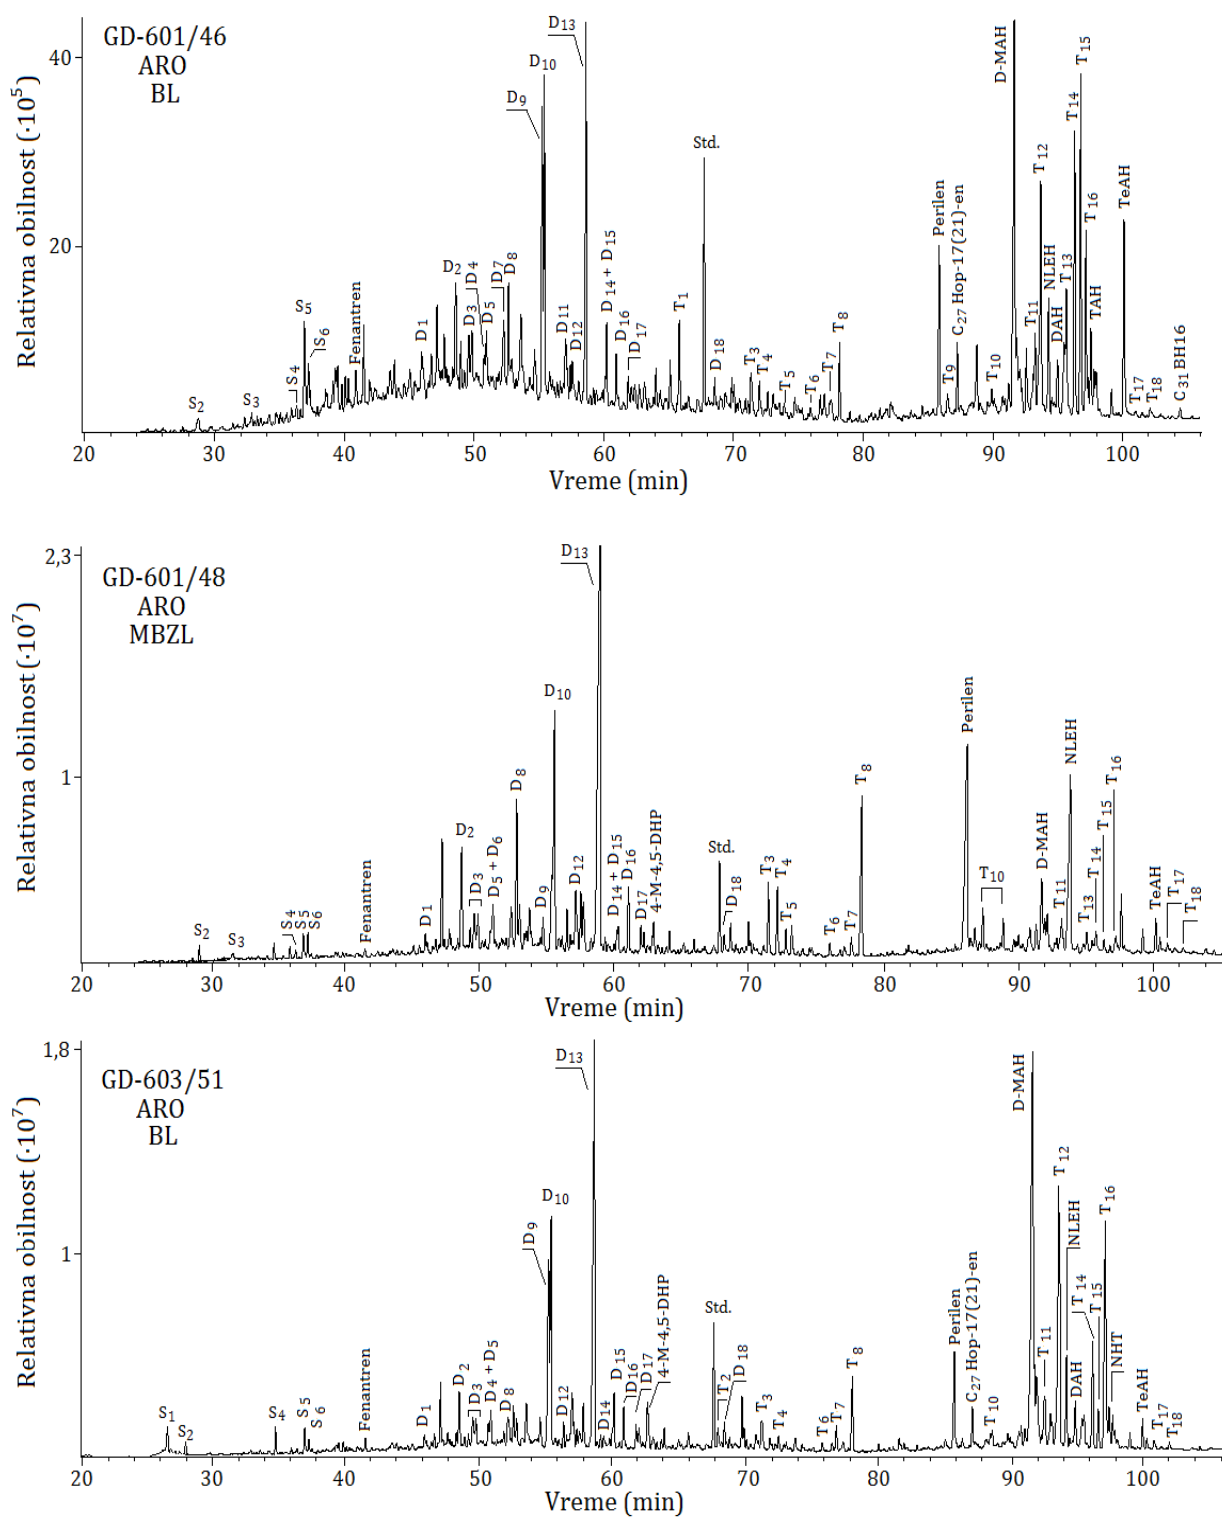 GD-601/46
ARO
BL
Relativna obilnost (·10⁵)
40
20
S₂
S₃
S₄
S₅
S₆
Fenantren
D₁
D₂
D₃
D₄
D₅
D₇
D₈
D₉
D₁₀
D₁₁
D₁₂
D₁₃
D₁₄ + D₁₅
D₁₆
D₁₇
T₁
Std.
D₁₈
T₃
T₄
T₅
T₆
T₇
T₈
Perilen
T₉
C₂₇ Hop-17(21)-en
T₁₀
D-MAH
T₁₁
T₁₂
NLEH
DAH
T₁₃
T₁₄
T₁₅
T₁₆
TAH
TeAH
T₁₇
T₁₈
C₃₁ BH16
20 30 40 50 60 70 80 90 100
Vreme (min)
GD-601/48
ARO
MBZL
Relativna obilnost (·10⁷)
2,3
1
S₂
S₃
S₄
S₅
S₆
Fenantren
D₁
D₂
D₃
D₅ + D₆
D₈
D₉
D₁₀
D₁₂
D₁₃
D₁₄ + D₁₅
D₁₆
D₁₇
4-M-4,5-DHP
Std.
D₁₈
T₃
T₄
T₅
T₆
T₇
T₈
Perilen
T₁₀
D-MAH
T₁₁
NLEH
T₁₃
T₁₄
T₁₅
T₁₆
TeAH
T₁₇
T₁₈
20 30 40 50 60 70 80 90 100
Vreme (min)
GD-603/51
ARO
BL
Relativna obilnost (·10⁷)
1,8
1
S₁
S₂
S₄
S₅
S₆
Fenantren
D₁
D₂
D₃
D₄ + D₅
D₈
D₉
D₁₀
D₁₂
D₁₃
D₁₄
D₁₅
D₁₆
D₁₇
4-M-4,5-DHP
Std.
T₂
D₁₈
T₃
T₄
T₆
T₇
T₈
Perilen
C₂₇ Hop-17(21)-en
T₁₀
D-MAH
T₁₁
T₁₂
NLEH
DAH
T₁₄
T₁₅
T₁₆
NHT
TeAH
T₁₇
T₁₈
20 30 40 50 60 70 80 90 100
Vreme (min)